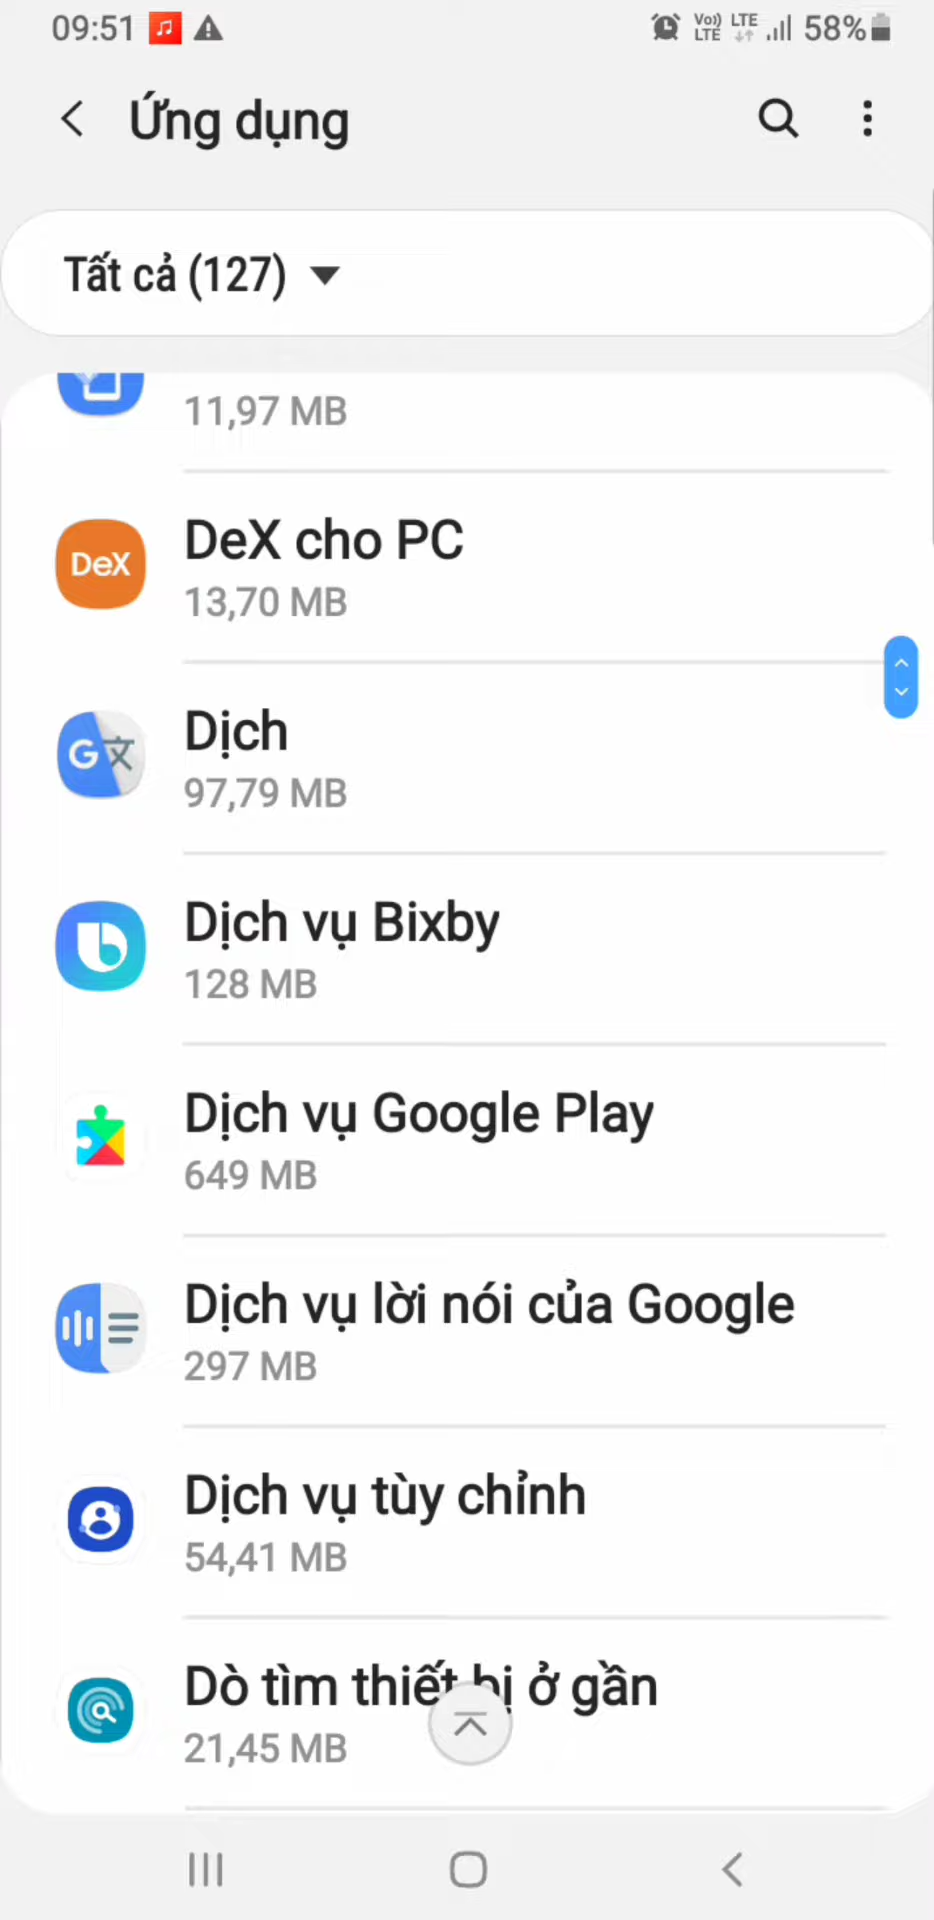 09:51 Vo)) LTE LTE 58%
Ứng dụng
Tất cả (127)
11,97 MB
DeX
DeX cho PC
13,70 MB
G文
Dịch
97,79 MB
Dịch vụ Bixby
128 MB
Dịch vụ Google Play
649 MB
Dịch vụ lời nói của Google
297 MB
Dịch vụ tùy chỉnh
54,41 MB
Dò tìm thiết bị ở gần
21,45 MB